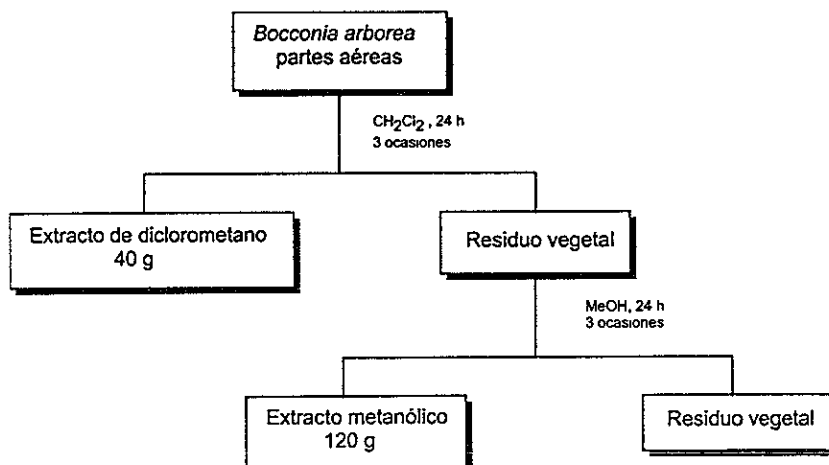 Bocconia arborea
partes aéreas
CH2Cl2 , 24 h
3 ocasiones
Extracto de diclorometano
40 g
Residuo vegetal
MeOH, 24 h
3 ocasiones
Extracto metanólico
120 g
Residuo vegetal